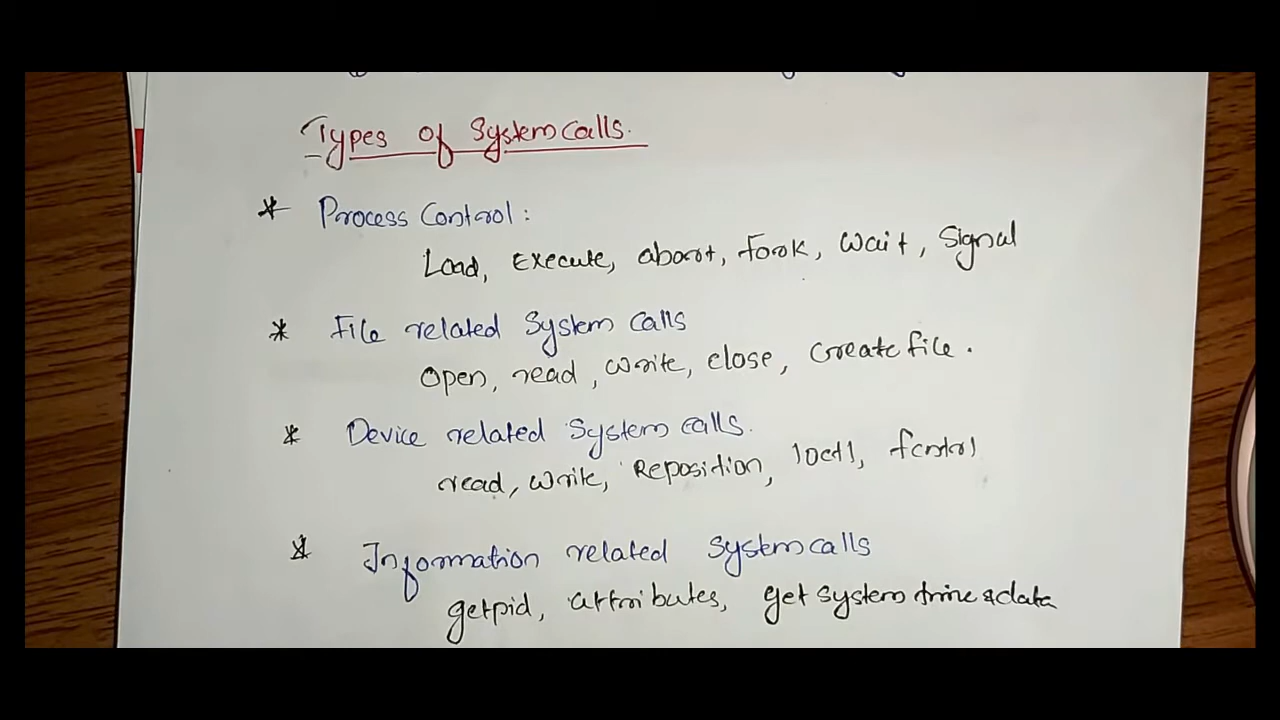 Types of System Calls.
* Process Control:
Load, Execute, abort, fork, wait, Signal
* File related System calls
Open, read, write, close, Create file.
* Device related System calls.
read, write, Reposition, ioctl, fcntrl
* Information related System calls
getpid, attributes, get system time & data